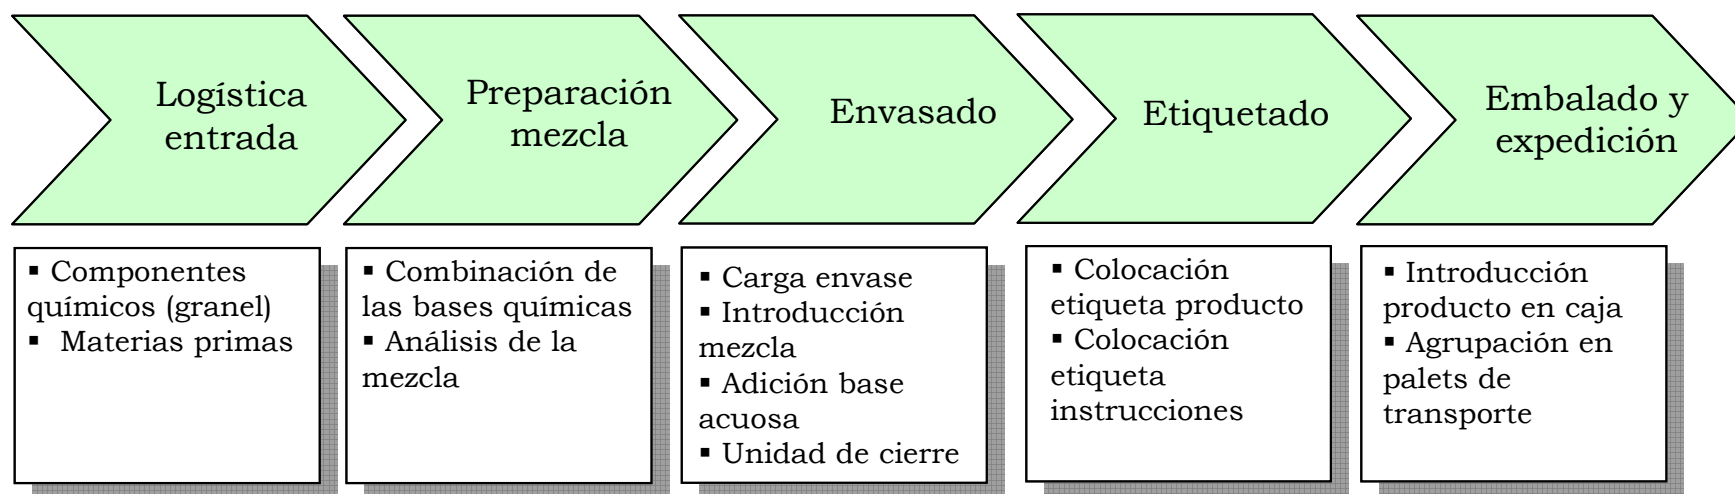 Logística
entrada
Preparación
mezcla
Envasado
Etiquetado
Embalado y
expedición
▪ Componentes
químicos (granel)
▪ Materias primas
▪ Combinación de
las bases químicas
▪ Análisis de la
mezcla
▪ Carga envase
▪ Introducción
mezcla
▪ Adición base
acuosa
▪ Unidad de cierre
▪ Colocación
etiqueta producto
▪ Colocación
etiqueta
instrucciones
▪ Introducción
producto en caja
▪ Agrupación en
palets de
transporte